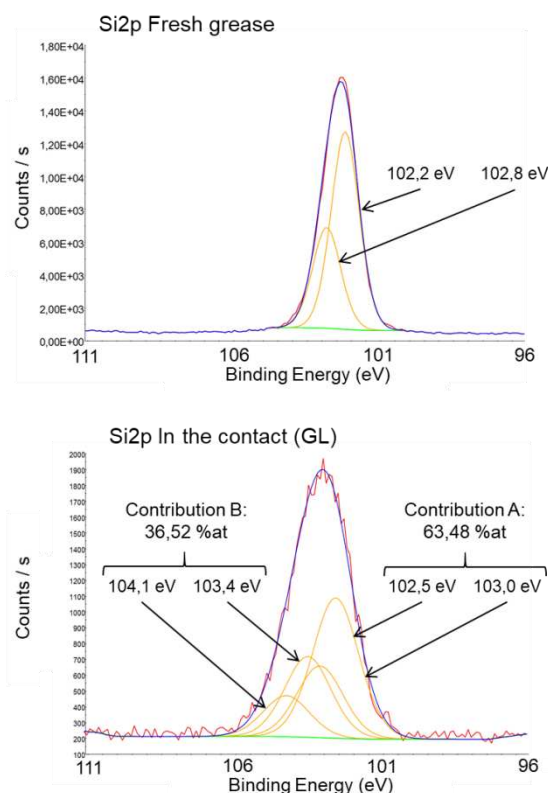 Si2p Fresh grease
1,80E+04
1,60E+04
1,40E+04
1,20E+04
1,00E+04
8,00E+03
6,00E+03
4,00E+03
2,00E+03
0,00E+00
Counts / s
102,2 eV 102,8 eV
111 106 101 96
Binding Energy (eV)
Si2p In the contact (GL)
2000
1900
1800
1700
1600
1500
1400
1300
1200
1100
1000
900
800
700
600
500
400
300
200
100
Counts / s
Contribution B:
36,52 %at
104,1 eV 103,4 eV
Contribution A:
63,48 %at
102,5 eV 103,0 eV
111 106 101 96
Binding Energy (eV)